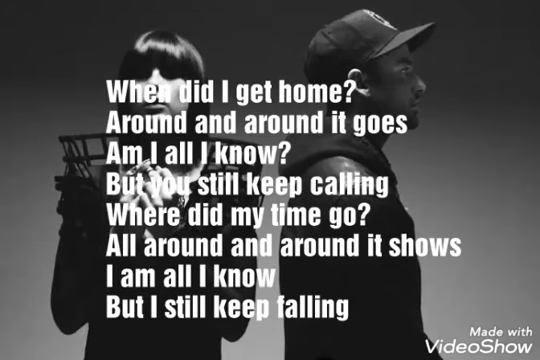 When did I get home?
Around and around it goes
Am I all I know?
But you still keep calling
Where did my time go?
All around and around it shows
I am all I know
But I still keep falling
Made with
VideoShow